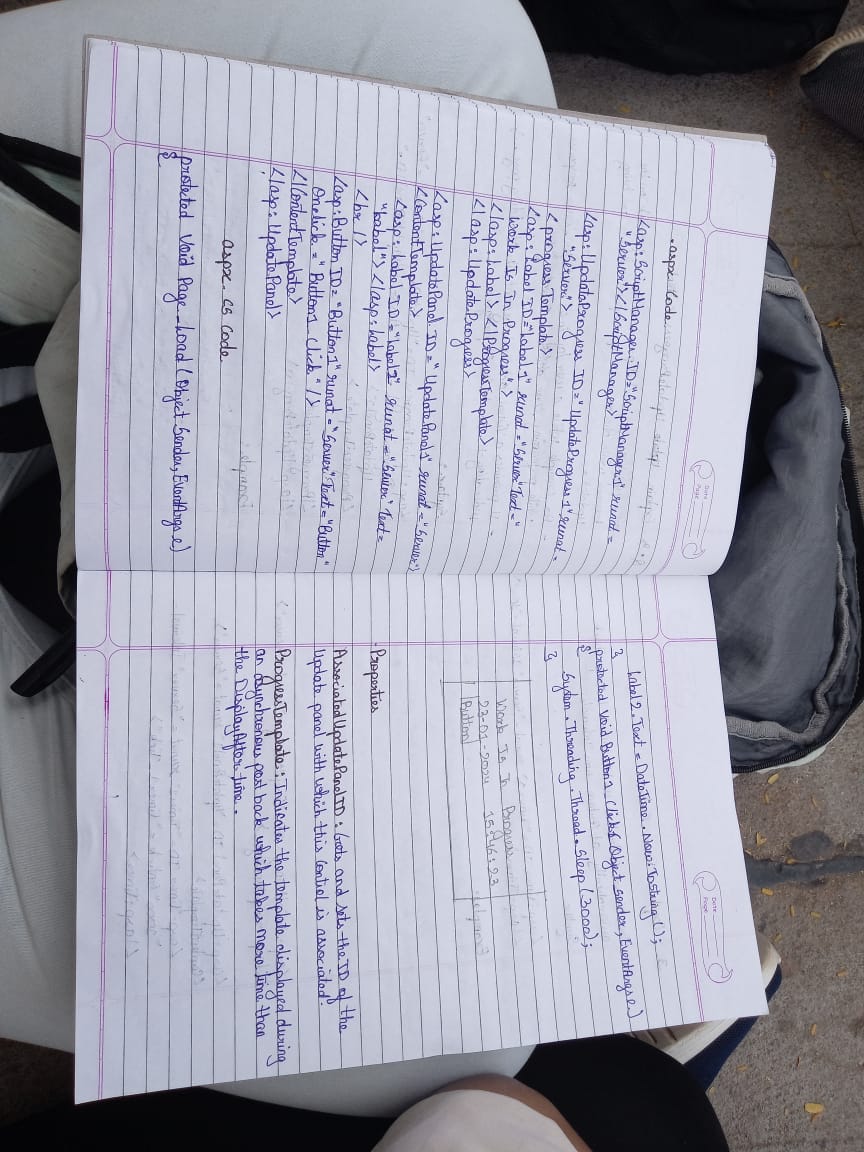 .aspx Code
<asp:ScriptManager ID="ScriptManager1" runat =
"Server"></ScriptManager>
<asp:UpdateProgress ID="UpdateProgress1" runat =
"Server">
<progressTemplate>
<asp:Label ID="Label1" runat ="Server" Text="
Work Is In Progress">
</asp:Label> </ProgressTemplate>
</asp:UpdateProgress>
<asp:UpdatePanel ID="UpdatePanel1" runat ="Server">
<ContentTemplate>
<asp:Label ID="Label2" runat ="Server" Text=
"Label"> </asp:Label>
<br />
<asp:Button ID="Button1" runat ="Server" Text="Button"
Onclick="Button1_Click" />
</ContentTemplate>
</asp:UpdatePanel>
aspx.cs Code
protected Void Page_Load (Object Sender, EventArgs e)
{
Date
Page
Date
Page
Label2.Text = DateTime.Now.ToString();
}
protected Void Button1_Click (Object Sender, EventArgs e)
{
System.Threading.Thread.Sleep (3000);
}
Work Is In Progress
23-01-2024 15:46:23
Button
Properties
AssociatedUpdatePanelID : Gets and sets the ID of the
Update panel with which this Control is associated.
ProgressTemplate : Indicates the template displayed during
an asynchronous post back which takes more time than
the DisplayAfter time.